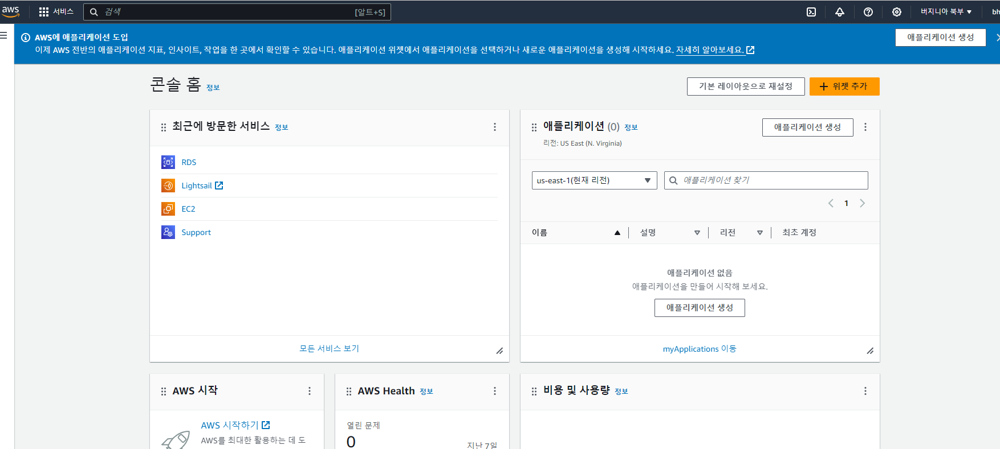 aws 서비스 검색 [알트+S] 버지니아 북부 ▼ bh
AWS에 애플리케이션 도입
이제 AWS 전반의 애플리케이션 지표, 인사이트, 작업을 한 곳에서 확인할 수 있습니다. 애플리케이션 위젯에서 애플리케이션을 선택하거나 새로운 애플리케이션을 생성해 시작하세요. 자세히 알아보세요.
애플리케이션 생성
콘솔 홈 정보
기본 레이아웃으로 재설정
+ 위젯 추가
최근에 방문한 서비스 정보
RDS
Lightsail
EC2
Support
모든 서비스 보기
애플리케이션 (0) 정보
리전: US East (N. Virginia)
애플리케이션 생성
us-east-1(현재 리전)
애플리케이션 찾기
1
이름 설명 리전 최초 계정
애플리케이션 없음
애플리케이션을 만들어 시작해 보세요.
애플리케이션 생성
myApplications 이동
AWS 시작
AWS 시작하기
AWS를 최대한 활용하는 데 도
AWS Health 정보
열린 문제
0 지난 7일
비용 및 사용량 정보